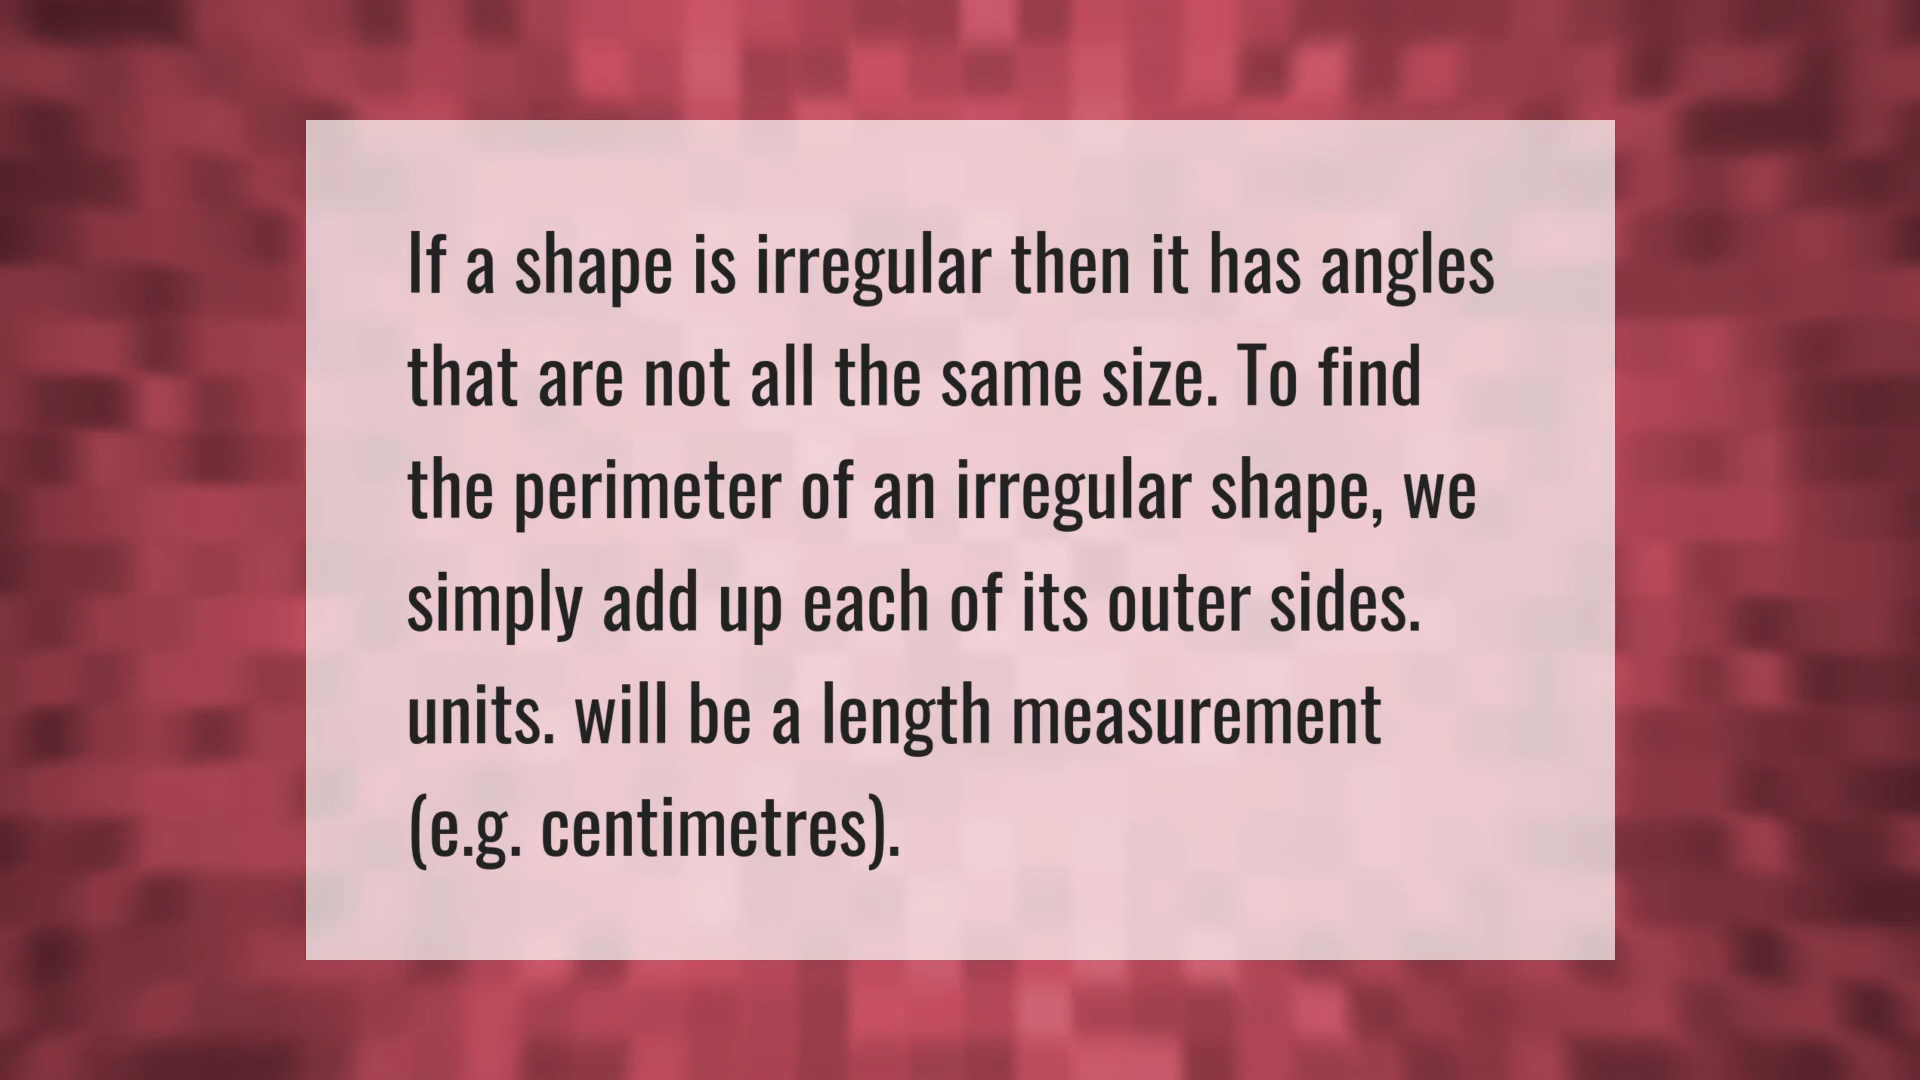 If a shape is irregular then it has angles
that are not all the same size. To find
the perimeter of an irregular shape, we
simply add up each of its outer sides.
units. will be a length measurement
(e.g. centimetres).